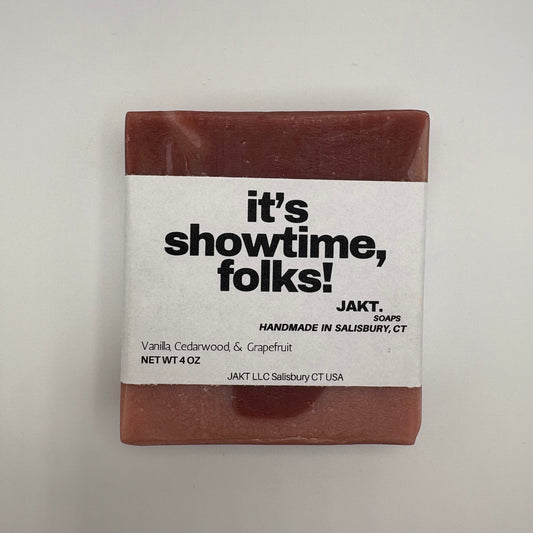 it's
showtime,
folks!
JAKT.
SOAPS
HANDMADE IN SALISBURY, CT
Vanilla, Cedarwood, & Grapefruit
NET WT 4 OZ
JAKT LLC Salisbury CT USA